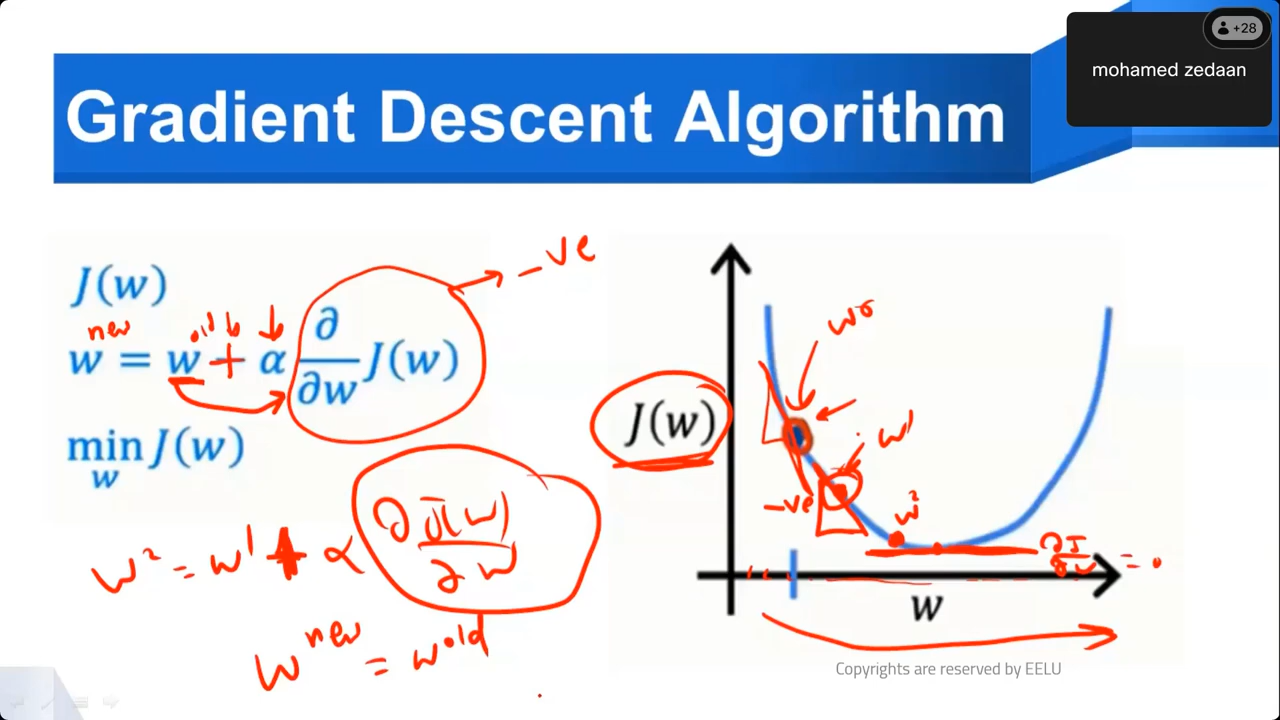 +28
mohamed zedaan
Gradient Descent Algorithm
-ve
J(w)
new old
w = w + α ∂/∂w J(w)
min J(w)
w
w² = w¹ + α ∂J(w)/∂w
w^new = w^old
w⁰
J(w)
w¹
-ve
w²
∂J/∂w = 0
w
Copyrights are reserved by EELU